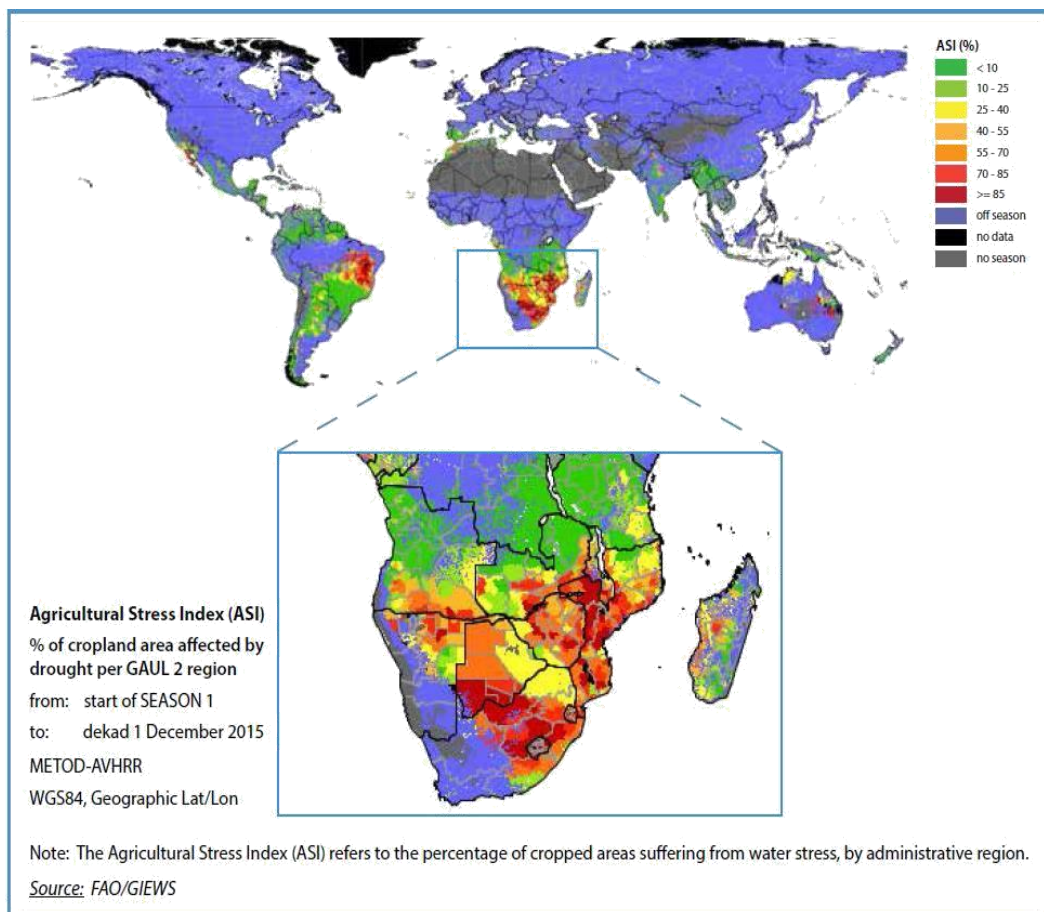 ASI (%)
< 10
10 - 25
25 - 40
40 - 55
55 - 70
70 - 85
>= 85
off season
no data
no season
Agricultural Stress Index (ASI)
% of cropland area affected by
drought per GAUL 2 region
from: start of SEASON 1
to: dekad 1 December 2015
METOD-AVHRR
WGS84, Geographic Lat/Lon
Note: The Agricultural Stress Index (ASI) refers to the percentage of cropped areas suffering from water stress, by administrative region.
Source: FAO/GIEWS